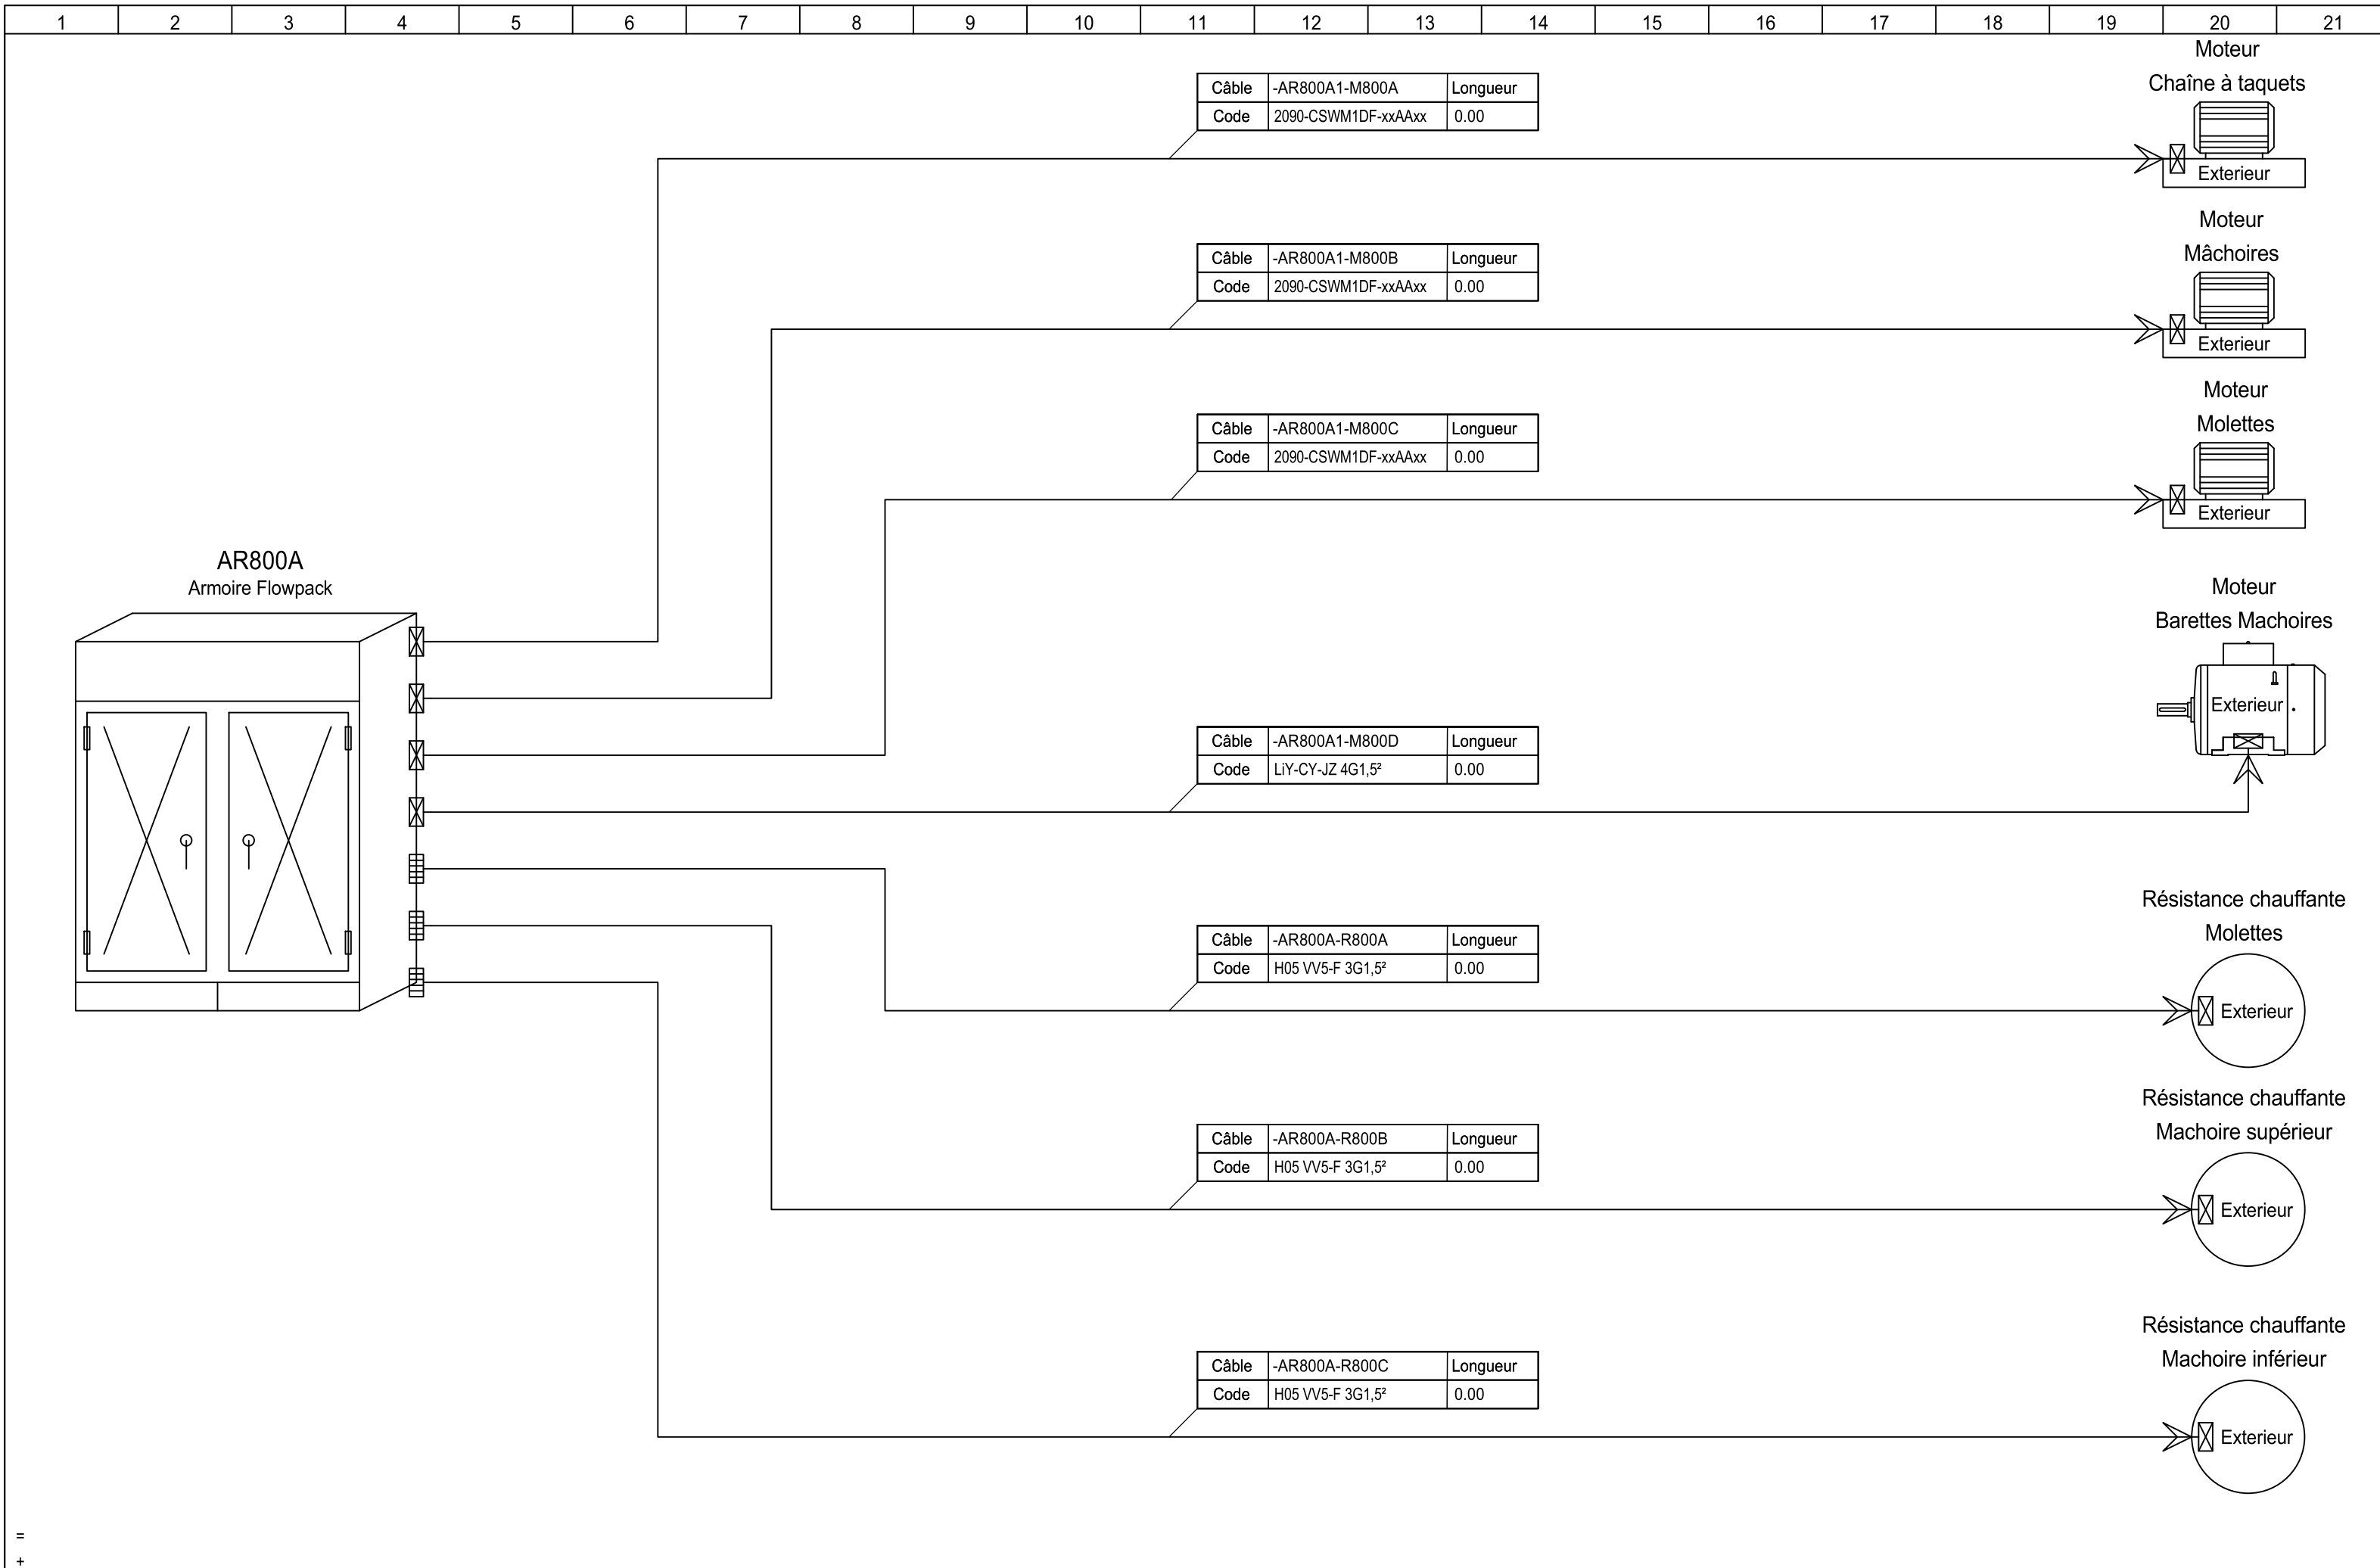 1 2 3 4 5 6 7 8 9 10 11 12 13 14 15 16 17 18 19 20 21
Moteur
Chaîne à taquets
Câble -AR800A1-M800A Longueur
Code 2090-CSWM1DF-xxAAxx 0.00
Exterieur
Moteur
Mâchoires
Câble -AR800A1-M800B Longueur
Code 2090-CSWM1DF-xxAAxx 0.00
Exterieur
Moteur
Molettes
Câble -AR800A1-M800C Longueur
Code 2090-CSWM1DF-xxAAxx 0.00
Exterieur
AR800A
Armoire Flowpack
Moteur
Barettes Machoires
Exterieur
Câble -AR800A1-M800D Longueur
Code LiY-CY-JZ 4G1,5² 0.00
Résistance chauffante
Molettes
Câble -AR800A-R800A Longueur
Code H05 VV5-F 3G1,5² 0.00
Exterieur
Résistance chauffante
Machoire supérieur
Câble -AR800A-R800B Longueur
Code H05 VV5-F 3G1,5² 0.00
Exterieur
Résistance chauffante
Machoire inférieur
Câble -AR800A-R800C Longueur
Code H05 VV5-F 3G1,5² 0.00
Exterieur
=
+